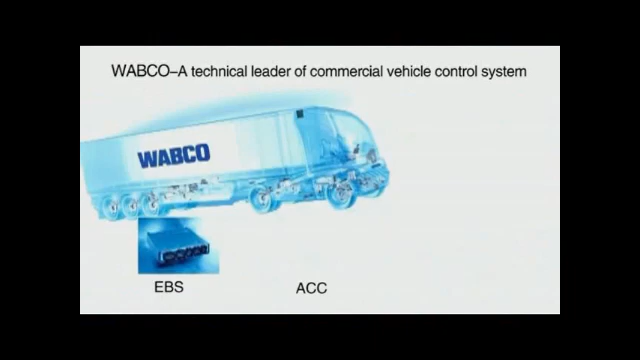 WABCO–A technical leader of commercial vehicle control system
WABCO
EBS
ACC